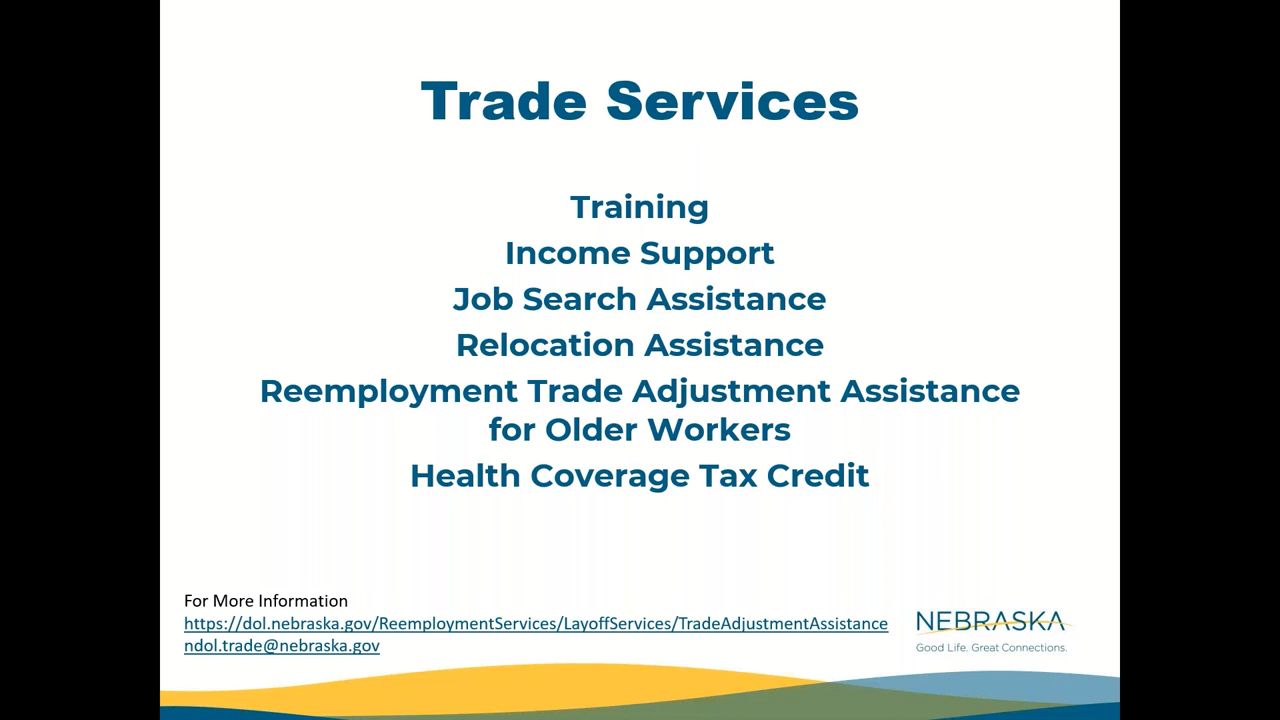 Trade Services
Training
Income Support
Job Search Assistance
Relocation Assistance
Reemployment Trade Adjustment Assistance
for Older Workers
Health Coverage Tax Credit
For More Information
https://dol.nebraska.gov/ReemploymentServices/LayoffServices/TradeAdjustmentAssistance
ndol.trade@nebraska.gov
NEBRASKA
Good Life. Great Connections.